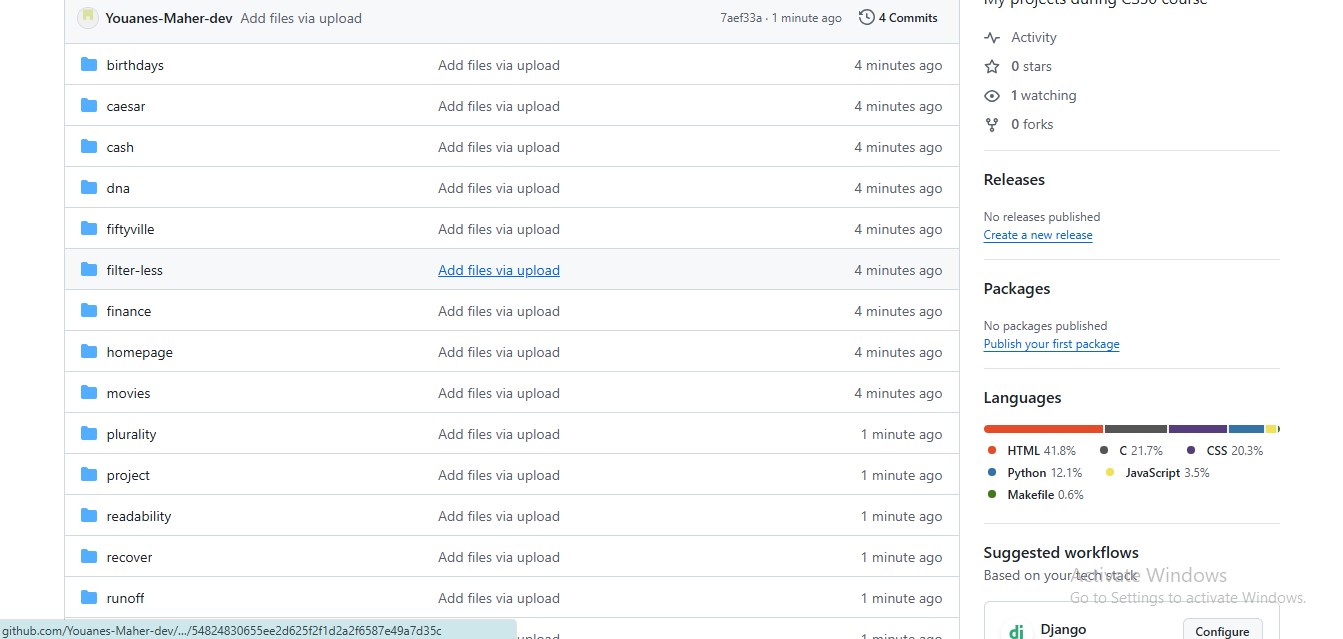 My projects during CS50 course
Youanes-Maher-dev Add files via upload 7aef33a · 1 minute ago 4 Commits
birthdays Add files via upload 4 minutes ago
caesar Add files via upload 4 minutes ago
cash Add files via upload 4 minutes ago
dna Add files via upload 4 minutes ago
fiftyville Add files via upload 4 minutes ago
filter-less Add files via upload 4 minutes ago
finance Add files via upload 4 minutes ago
homepage Add files via upload 4 minutes ago
movies Add files via upload 4 minutes ago
plurality Add files via upload 1 minute ago
project Add files via upload 1 minute ago
readability Add files via upload 1 minute ago
recover Add files via upload 1 minute ago
runoff Add files via upload 1 minute ago
upload 1 minute ago
github.com/Youanes-Maher-dev/.../54824830655ee2d625f2f1d2a2f6587e49a7d35c
Activity
0 stars
1 watching
0 forks
Releases
No releases published
Create a new release
Packages
No packages published
Publish your first package
Languages
HTML 41.8% C 21.7% CSS 20.3%
Python 12.1% JavaScript 3.5%
Makefile 0.6%
Suggested workflows
Based on your tech stack
Activate Windows
Go to Settings to activate Windows.
Django
Configure